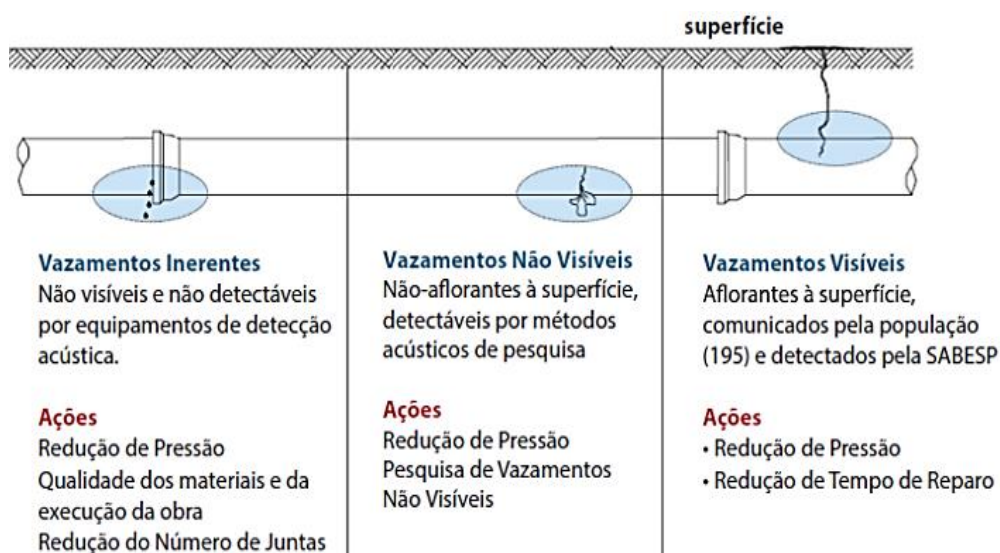 superfície
Vazamentos Inerentes
Não visíveis e não detectáveis
por equipamentos de detecção
acústica.
Ações
Redução de Pressão
Qualidade dos materiais e da
execução da obra
Redução do Número de Juntas
Vazamentos Não Visíveis
Não-aflorantes à superfície,
detectáveis por métodos
acústicos de pesquisa
Ações
Redução de Pressão
Pesquisa de Vazamentos
Não Visíveis
Vazamentos Visíveis
Aflorantes à superfície,
comunicados pela população
(195) e detectados pela SABESP
Ações
• Redução de Pressão
• Redução de Tempo de Reparo